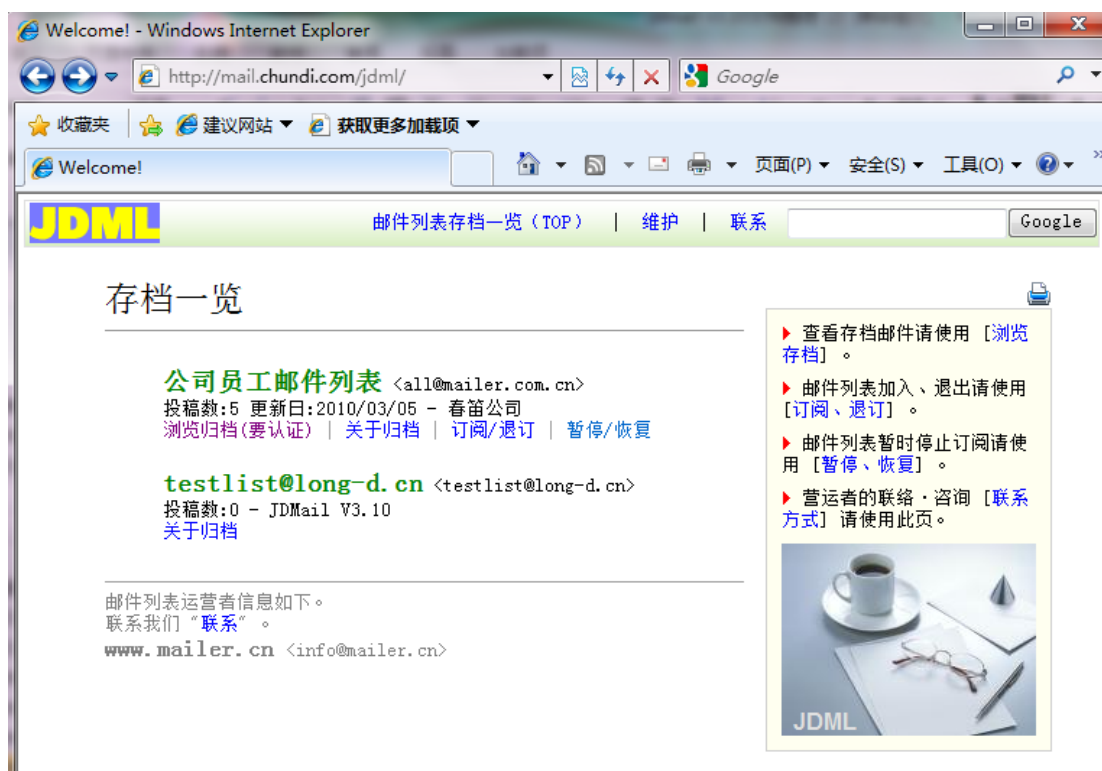 Welcome! - Windows Internet Explorer
http://mail.chundi.com/jdml/
Google
收藏夹 建议网站 获取更多加载项
Welcome! 页面(P) 安全(S) 工具(O)
JDML 邮件列表存档一览(TOP) | 维护 | 联系 Google
存档一览
公司员工邮件列表 <all@mailer.com.cn>
投稿数:5 更新日:2010/03/05 - 春笛公司
浏览归档(要认证) | 关于归档 | 订阅/退订 | 暂停/恢复
testlist@long-d.cn <testlist@long-d.cn>
投稿数:0 - JDMail V3.10
关于归档
邮件列表运营者信息如下。
联系我们“联系”。
www.mailer.cn <info@mailer.cn>
查看存档邮件请使用 [浏览
存档] 。
邮件列表加入、退出请使用
[订阅、退订] 。
邮件列表暂时停止订阅请使
用 [暂停、恢复] 。
营运者的联络·咨询 [联系
方式] 请使用此页。
JDML